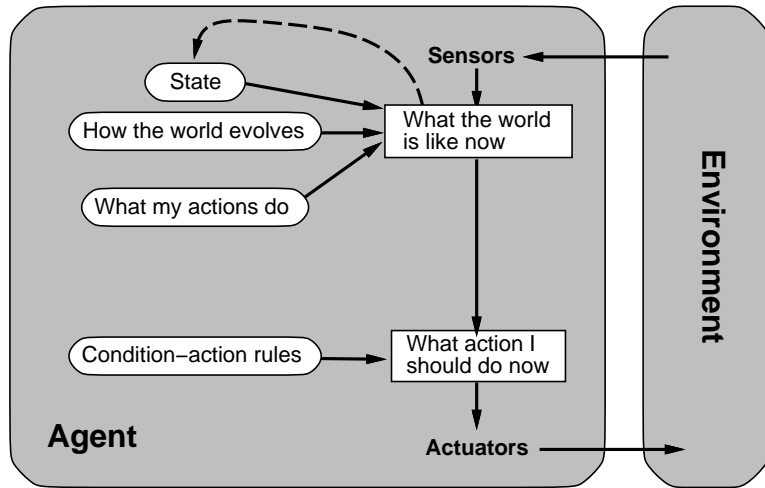 Sensors
State
What the world
is like now
How the world evolves
What my actions do
Condition−action rules
What action I
should do now
Agent
Actuators
Environment